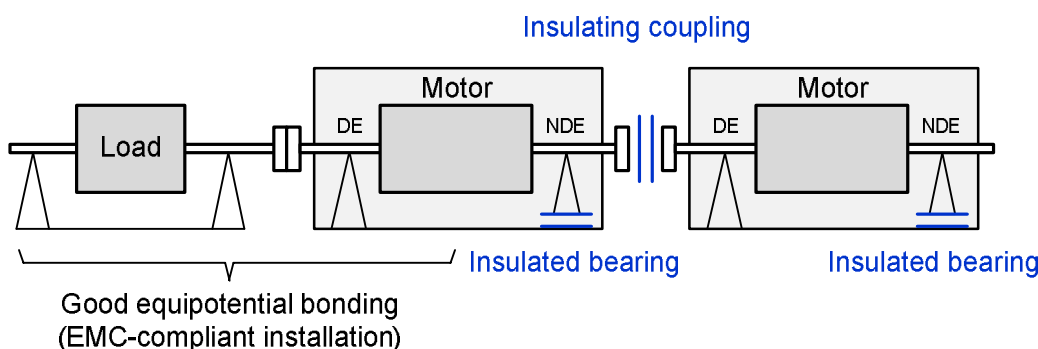 Insulating coupling
Motor
Motor
DE
NDE
DE
NDE
Load
Insulated bearing
Insulated bearing
Good equipotential bonding
(EMC-compliant installation)